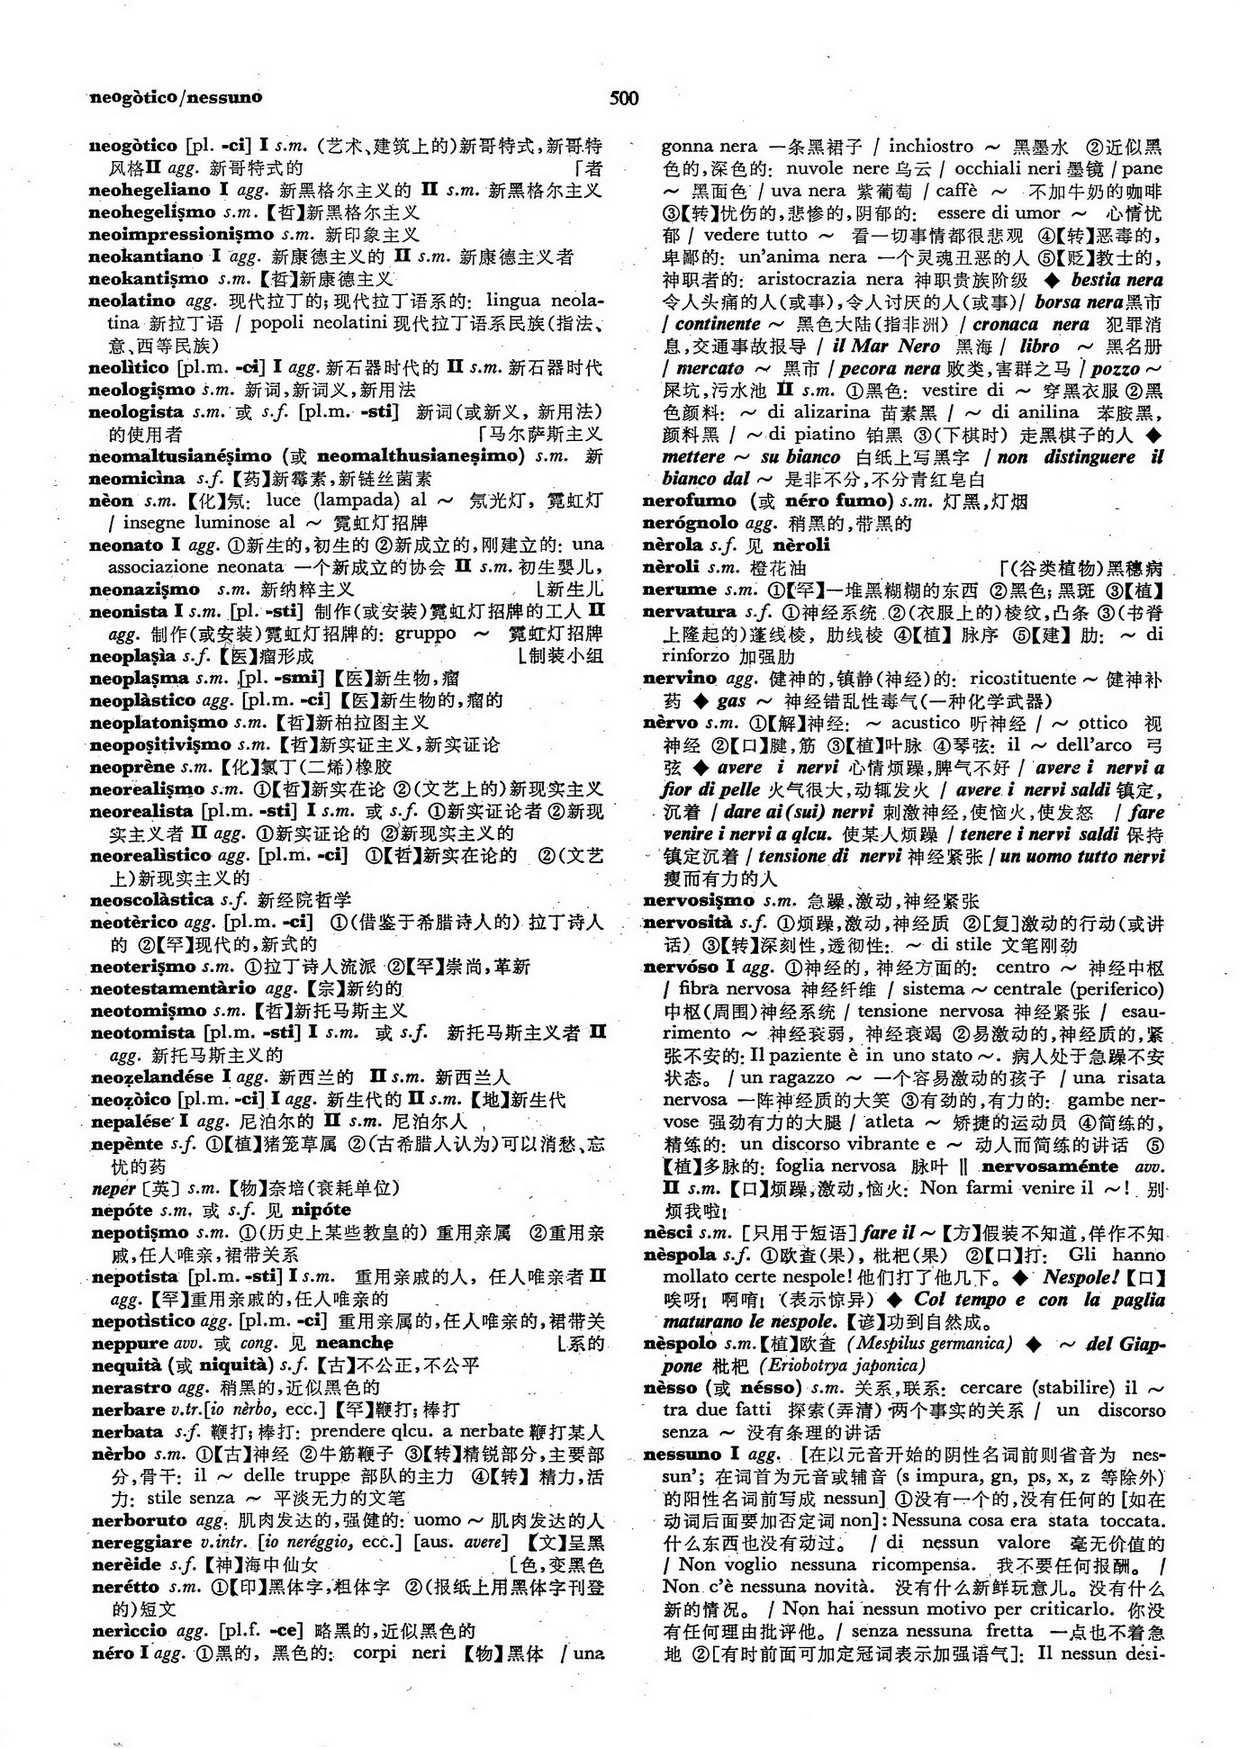 neogòtico/nessuno
500
neogòtico [pl. -ci] I s.m. (艺术、建筑上的)新哥特式,新哥特
风格II agg. 新哥特式的 「者
neohegeliano I agg. 新黑格尔主义的 II s.m. 新黑格尔主义
neohegelişmo s.m.【哲】新黑格尔主义
neoimpressionişmo s.m. 新印象主义
neokantiano I agg. 新康德主义的 II s.m. 新康德主义者
neokantişmo s.m.【哲】新康德主义
neolatino agg. 现代拉丁的;现代拉丁语系的: lingua neola-
tina 新拉丁语 / popoli neolatini 现代拉丁语系民族(指法、
意、西等民族)
neolìtico [pl.m. -ci] I agg. 新石器时代的 II s.m. 新石器时代
neologişmo s.m. 新词,新词义,新用法
neologista s.m. 或 s.f. [pl.m. -sti] 新词(或新义, 新用法)
的使用者 「马尔萨斯主义
neomaltusianéşimo (或 neomalthusianeşimo) s.m. 新
neomicìna s.f.【药】新霉素,新链丝菌素
nèon s.m.【化】氖: luce (lampada) al ～ 氖光灯, 霓虹灯
/ insegne luminose al ～ 霓虹灯招牌
neonato I agg. ①新生的,初生的 ②新成立的,刚建立的: una
associazione neonata 一个新成立的协会 II s.m. 初生婴儿,
neonazişmo s.m. 新纳粹主义 ⌊新生儿
neonista I s.m. [pl. -sti] 制作(或安装)霓虹灯招牌的工人 II
agg. 制作(或安装)霓虹灯招牌的: gruppo ～ 霓虹灯招牌
neoplaşìa s.f.【医】瘤形成 ⌊制装小组
neoplaşma s.m. [pl. -smi]【医】新生物,瘤
neoplàstico agg. [pl.m. -ci]【医】新生物的,瘤的
neoplatonişmo s.m.【哲】新柏拉图主义
neopoşitivişmo s.m.【哲】新实证主义,新实证论
neoprène s.m.【化】氯丁(二烯)橡胶
neorealişmo s.m. ①【哲】新实在论 ②(文艺上的)新现实主义
neorealista [pl.m. -sti] I s.m. 或 s.f. ①新实证论者 ②新现
实主义者 II agg. ①新实证论的 ②新现实主义的
neorealìstico agg. [pl.m. -ci] ①【哲】新实在论的 ②(文艺
上)新现实主义的
neoscolàstica s.f. 新经院哲学
neotèrico agg. [pl.m. -ci] ①(借鉴于希腊诗人的) 拉丁诗人
的 ②【罕】现代的,新式的
neoterişmo s.m. ①拉丁诗人流派 ②【罕】崇尚,革新
neotestamentàrio agg.【宗】新约的
neotomişmo s.m.【哲】新托马斯主义
neotomista [pl.m. -sti] I s.m. 或 s.f. 新托马斯主义者 II
agg. 新托马斯主义的
neozelandése I agg. 新西兰的 II s.m. 新西兰人
neozòico [pl.m. -ci] I agg. 新生代的 II s.m.【地】新生代
nepalése I agg. 尼泊尔的 II s.m. 尼泊尔人
nepènte s.f. ①【植】猪笼草属 ②(古希腊人认为)可以消愁、忘
忧的药
neper〔英〕s.m.【物】奈培(衰耗单位)
nepóte s.m. 或 s.f. 见 nipóte
nepotişmo s.m. ①(历史上某些教皇的) 重用亲属 ②重用亲
戚,任人唯亲,裙带关系
nepotista [pl.m. -sti] I s.m. 重用亲戚的人, 任人唯亲者 II
agg.【罕】重用亲戚的,任人唯亲的
nepotìstico agg. [pl.m. -ci] 重用亲属的,任人唯亲的,裙带关
neppure avv. 或 cong. 见 neanche ⌊系的
nequità (或 niquità) s.f.【古】不公正,不公平
nerastro agg. 稍黑的,近似黑色的
nerbare v.tr.[io nèrbo, ecc.]【罕】鞭打;棒打
nerbata s.f. 鞭打;棒打: prendere qlcu. a nerbate 鞭打某人
nèrbo s.m. ①【古】神经 ②牛筋鞭子 ③【转】精锐部分,主要部
分,骨干: il ～ delle truppe 部队的主力 ④【转】精力,活
力: stile senza ～ 平淡无力的文笔
nerboruto agg. 肌肉发达的,强健的: uomo ～ 肌肉发达的人
nereggiare v.intr. [io neréggio, ecc.] [aus. avere]【文】呈黑
nerèide s.f.【神】海中仙女 ⌊色,变黑色
nerétto s.m. ①【印】黑体字,粗体字 ②(报纸上用黑体字刊登
的)短文
nerìccio agg. [pl.f. -ce] 略黑的,近似黑色的
néro I agg. ①黑的, 黑色的: corpi neri【物】黑体 / una
gonna nera 一条黑裙子 / inchiostro ～ 黑墨水 ②近似黑
色的,深色的: nuvole nere 乌云 / occhiali neri 墨镜 / pane
～ 黑面色 / uva nera 紫葡萄 / caffè ～ 不加牛奶的咖啡
③【转】忧伤的,悲惨的,阴郁的: essere di umor ～ 心情忧
郁 / vedere tutto ～ 看一切事情都很悲观 ④【转】恶毒的,
卑鄙的: un'anima nera 一个灵魂丑恶的人 ⑤【贬】教士的,
神职者的: aristocrazia nera 神职贵族阶级 ◆ bestia nera
令人头痛的人(或事),令人讨厌的人(或事)/ borsa nera黑市
/ continente ～ 黑色大陆(指非洲) / cronaca nera 犯罪消
息,交通事故报导 / il Mar Nero 黑海 / libro ～ 黑名册
/ mercato ～ 黑市 / pecora nera 败类,害群之马 / pozzo ～
屎坑,污水池 II s.m. ①黑色: vestire di ～ 穿黑衣服 ②黑
色颜料: ～ di alizarina 茜素黑 / ～ di anilina 苯胺黑,
颜料黑 / ～ di piatino 铂黑 ③(下棋时) 走黑棋子的人 ◆
mettere ～ su bianco 白纸上写黑字 / non distinguere il
bianco dal ～ 是非不分,不分青红皂白
nerofumo (或 néro fumo) s.m. 灯黑,灯烟
nerógnolo agg. 稍黑的,带黑的
nèrola s.f. 见 nèroli
nèroli s.m. 橙花油 「(谷类植物)黑穗病
nerume s.m. ①【罕】一堆黑糊糊的东西 ②黑色;黑斑 ③【植】
nervatura s.f. ①神经系统 ②(衣服上的)棱纹,凸条 ③(书脊
上隆起的)蓬线棱, 肋线棱 ④【植】脉序 ⑤【建】肋: ～ di
rinforzo 加强肋
nervino agg. 健神的,镇静(神经)的: ricostituente ～ 健神补
药 ◆ gas ～ 神经错乱性毒气(一种化学武器)
nèrvo s.m. ①【解】神经: ～ acustico 听神经 / ～ ottico 视
神经 ②【口】腱,筋 ③【植】叶脉 ④琴弦: il ～ dell'arco 弓
弦 ◆ avere i nervi 心情烦躁,脾气不好 / avere i nervi a
fior di pelle 火气很大,动辄发火 / avere i nervi saldi 镇定,
沉着 / dare ai(sui) nervi 刺激神经,使恼火,使发怒 / fare
venire i nervi a qlcu. 使某人烦躁 / tenere i nervi saldi 保持
镇定沉着 / tensione di nervi 神经紧张 / un uomo tutto nèrvi
瘦而有力的人
nervosişmo s.m. 急躁,激动,神经紧张
nervosità s.f. ①烦躁,激动,神经质 ②[复]激动的行动(或讲
话) ③【转】深刻性,透彻性: ～ di stile 文笔刚劲
nervóso I agg. ①神经的, 神经方面的: centro ～ 神经中枢
/ fibra nervosa 神经纤维 / sistema ～ centrale (periferico)
中枢(周围)神经系统 / tensione nervosa 神经紧张 / esau-
rimento ～ 神经衰弱, 神经衰竭 ②易激动的,神经质的,紧
张不安的: Il paziente è in uno stato ～. 病人处于急躁不安
状态。 / un ragazzo ～ 一个容易激动的孩子 / una risata
nervosa 一阵神经质的大笑 ③有劲的,有力的: gambe ner-
vose 强劲有力的大腿 / atleta ～ 矫捷的运动员 ④简练的,
精练的: un discorso vibrante e ～ 动人而简练的讲话 ⑤
【植】多脉的: foglia nervosa 脉叶 ‖ nervosaménte avv.
II s.m.【口】烦躁,激动,恼火: Non farmi venire il ～! 别
烦我啦!
nèsci s.m. [只用于短语] fare il ～【方】假装不知道,佯作不知
nèspola s.f. ①欧查(果), 枇杷(果) ②【口】打: Gli hanno
mollato certe nespole! 他们打了他几下。◆ Nespole!【口】
唉呀! 啊唷! (表示惊异) ◆ Col tempo e con la paglia
maturano le nespole.【谚】功到自然成。
nèspolo s.m.【植】欧查 (Mespilus germanica) ◆ ～ del Giap-
pone 枇杷 (Eriobotrya japonica)
nèsso (或 nésso) s.m. 关系,联系: cercare (stabilire) il ～
tra due fatti 探索(弄清)两个事实的关系 / un discorso
senza ～ 没有条理的讲话
nessuno I agg. [在以元音开始的阴性名词前则省音为 nes-
sun'; 在词首为元音或辅音 (s impura, gn, ps, x, z 等除外)
的阳性名词前写成 nessun] ①没有一个的,没有任何的 [如在
动词后面要加否定词 non]: Nessuna cosa era stata toccata.
什么东西也没有动过。 / di nessun valore 毫无价值的
/ Non voglio nessuna ricompensa. 我不要任何报酬。 /
Non c'è nessuna novità. 没有什么新鲜玩意儿。没有什么
新的情况。 / Non hai nessun motivo per criticarlo. 你没
有任何理由批评他。/ senza nessuna fretta 一点也不着急
地 ②[有时前面可加定冠词表示加强语气]: Il nessun desi-